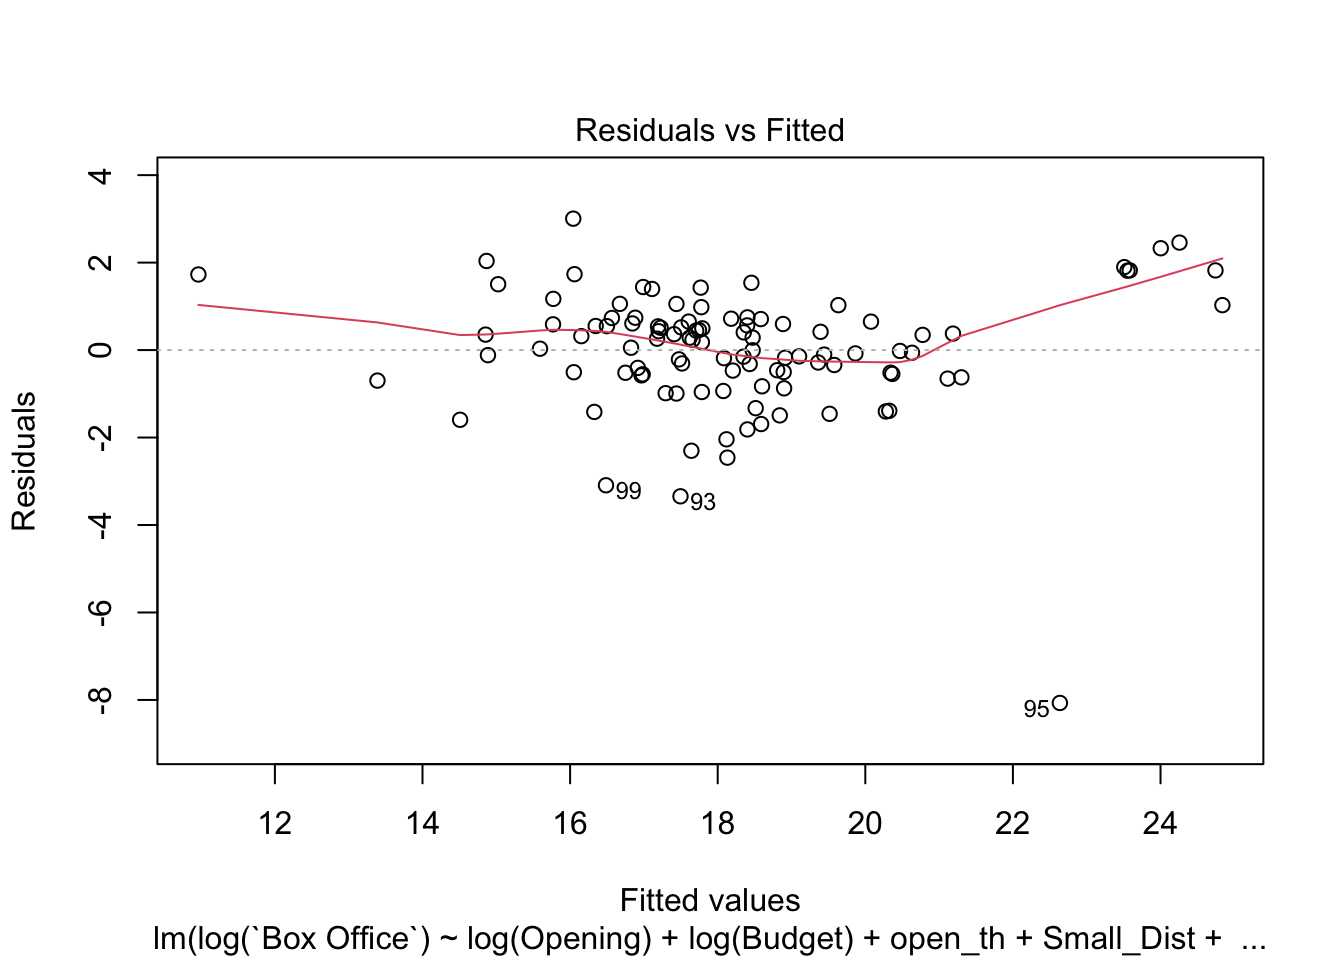 Residuals vs Fitted
Residuals
4
2
0
-2
-4
-6
-8
99
93
95
12 14 16 18 20 22 24
Fitted values
lm(log(`Box Office`) ~ log(Opening) + log(Budget) + open_th + Small_Dist + ...